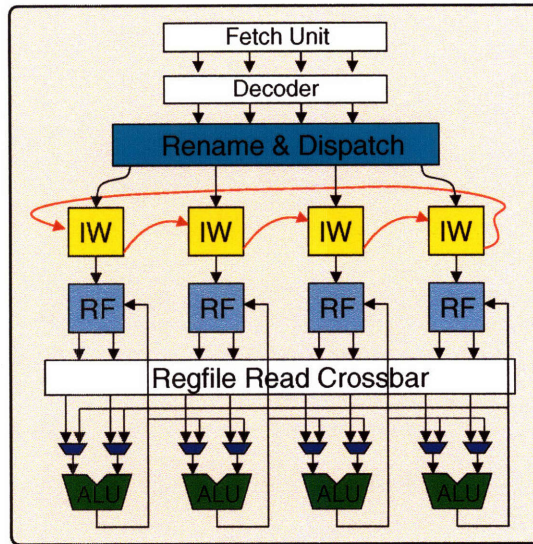 Fetch Unit
Decoder
Rename & Dispatch
IW IW IW IW
RF RF RF RF
Regfile Read Crossbar
ALU ALU ALU ALU